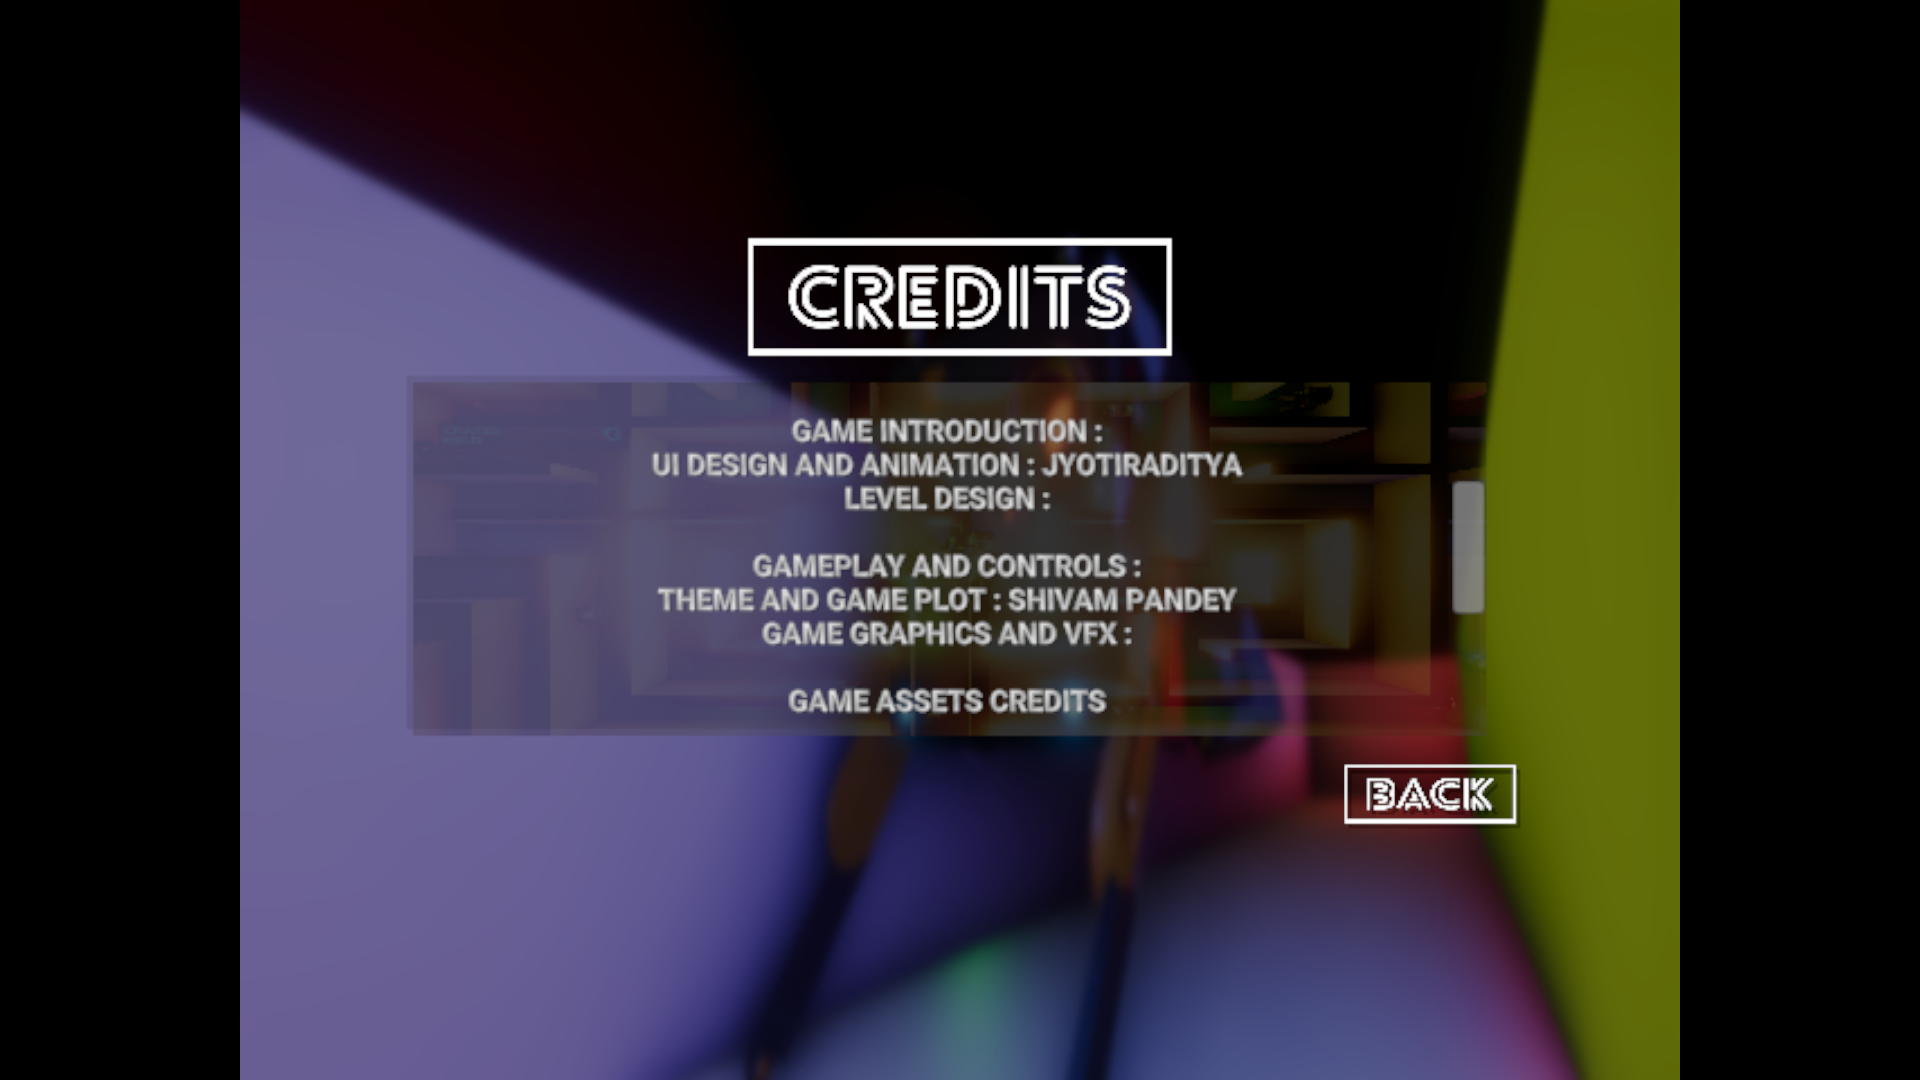 CREDITS
GAME INTRODUCTION :
UI DESIGN AND ANIMATION : JYOTIRADITYA
LEVEL DESIGN :
GAMEPLAY AND CONTROLS :
THEME AND GAME PLOT : SHIVAM PANDEY
GAME GRAPHICS AND VFX :
GAME ASSETS CREDITS
BACK